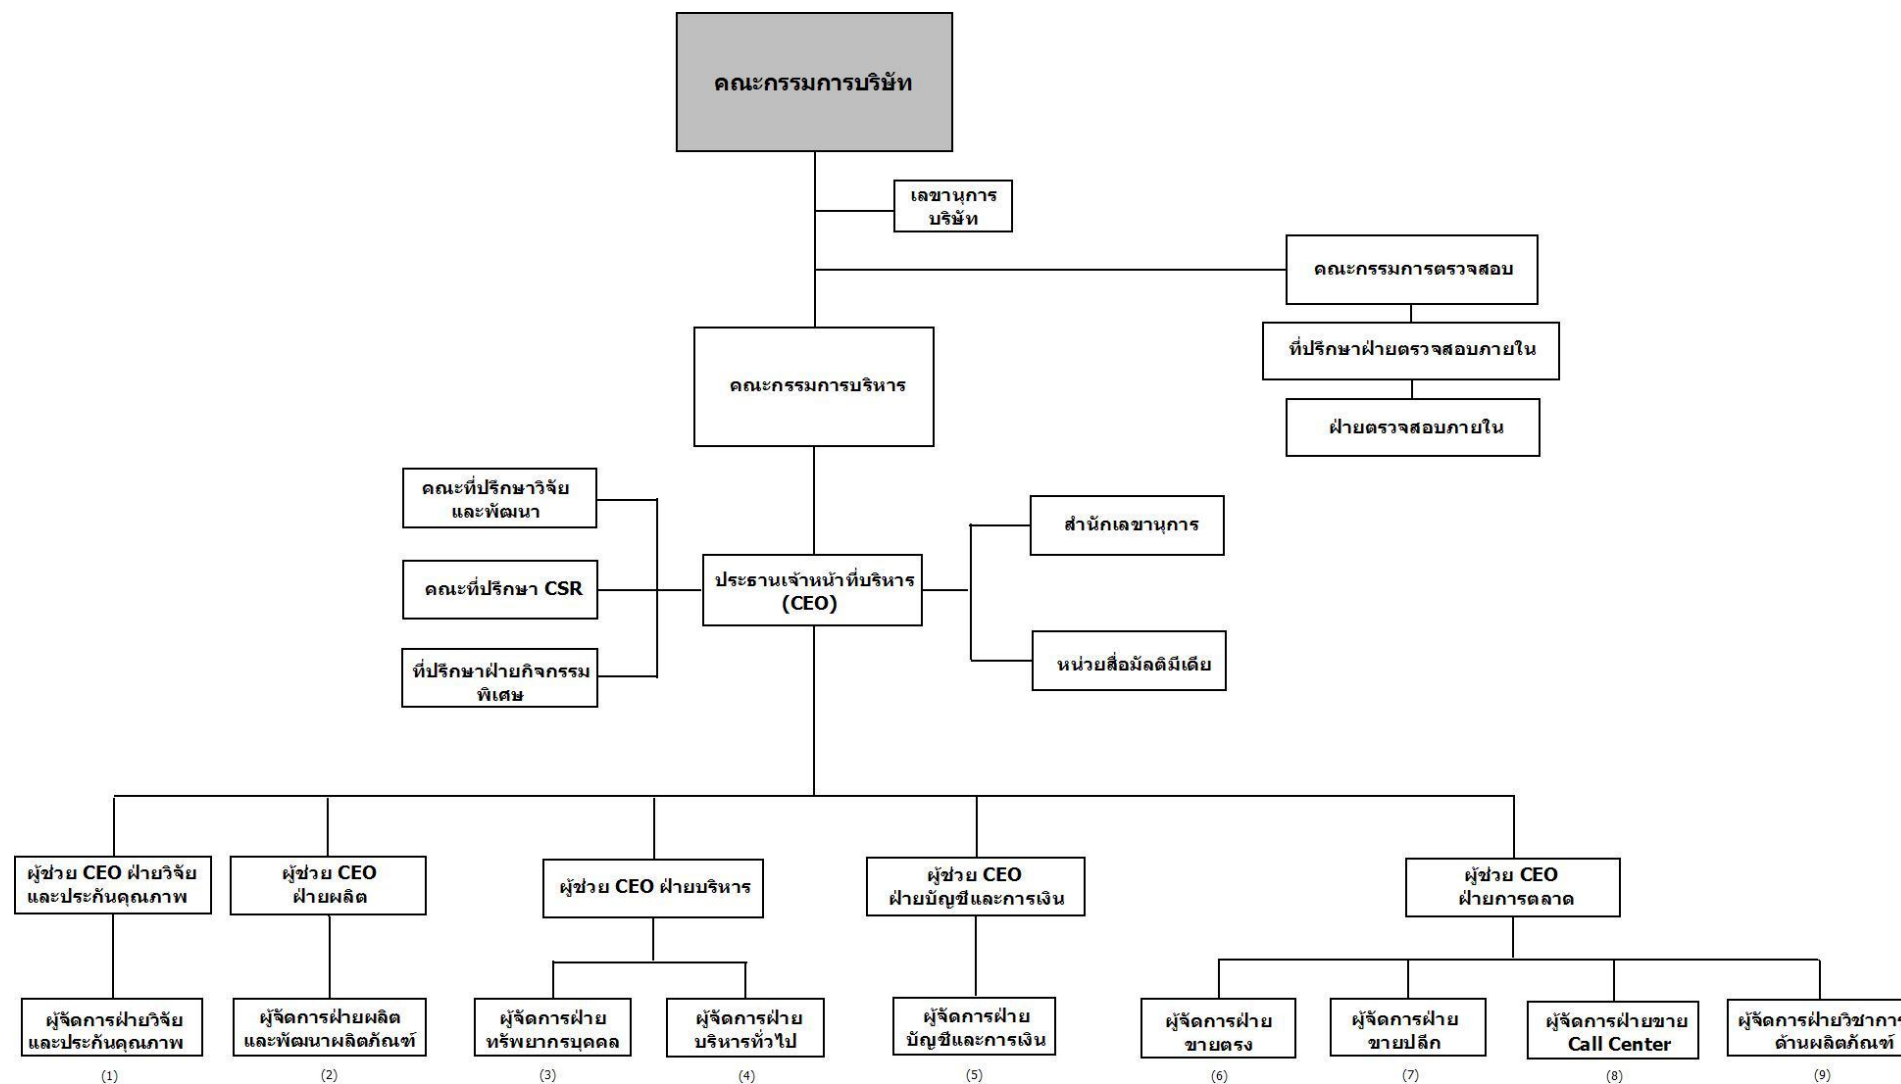 คณะกรรมการบริษัท
เลขานุการ
บริษัท
คณะกรรมการตรวจสอบ
ที่ปรึกษาฝ่ายตรวจสอบภายใน
ฝ่ายตรวจสอบภายใน
คณะกรรมการบริหาร
คณะที่ปรึกษาวิจัย
และพัฒนา
คณะที่ปรึกษา CSR
ที่ปรึกษาฝ่ายกิจกรรม
พิเศษ
ประธานเจ้าหน้าที่บริหาร
(CEO)
สำนักเลขานุการ
หน่วยสื่อมัลติมีเดีย
ผู้ช่วย CEO ฝ่ายวิจัย
และประกันคุณภาพ
ผู้ช่วย CEO
ฝ่ายผลิต
ผู้ช่วย CEO ฝ่ายบริหาร
ผู้ช่วย CEO
ฝ่ายบัญชีและการเงิน
ผู้ช่วย CEO
ฝ่ายการตลาด
ผู้จัดการฝ่ายวิจัย
และประกันคุณภาพ
ผู้จัดการฝ่ายผลิต
และพัฒนาผลิตภัณฑ์
ผู้จัดการฝ่าย
ทรัพยากรบุคคล
ผู้จัดการฝ่าย
บริหารทั่วไป
ผู้จัดการฝ่าย
บัญชีและการเงิน
ผู้จัดการฝ่าย
ขายตรง
ผู้จัดการฝ่าย
ขายปลีก
ผู้จัดการฝ่ายขาย
Call Center
ผู้จัดการฝ่ายวิชาการ
ด้านผลิตภัณฑ์
(1) (2) (3) (4) (5) (6) (7) (8) (9)